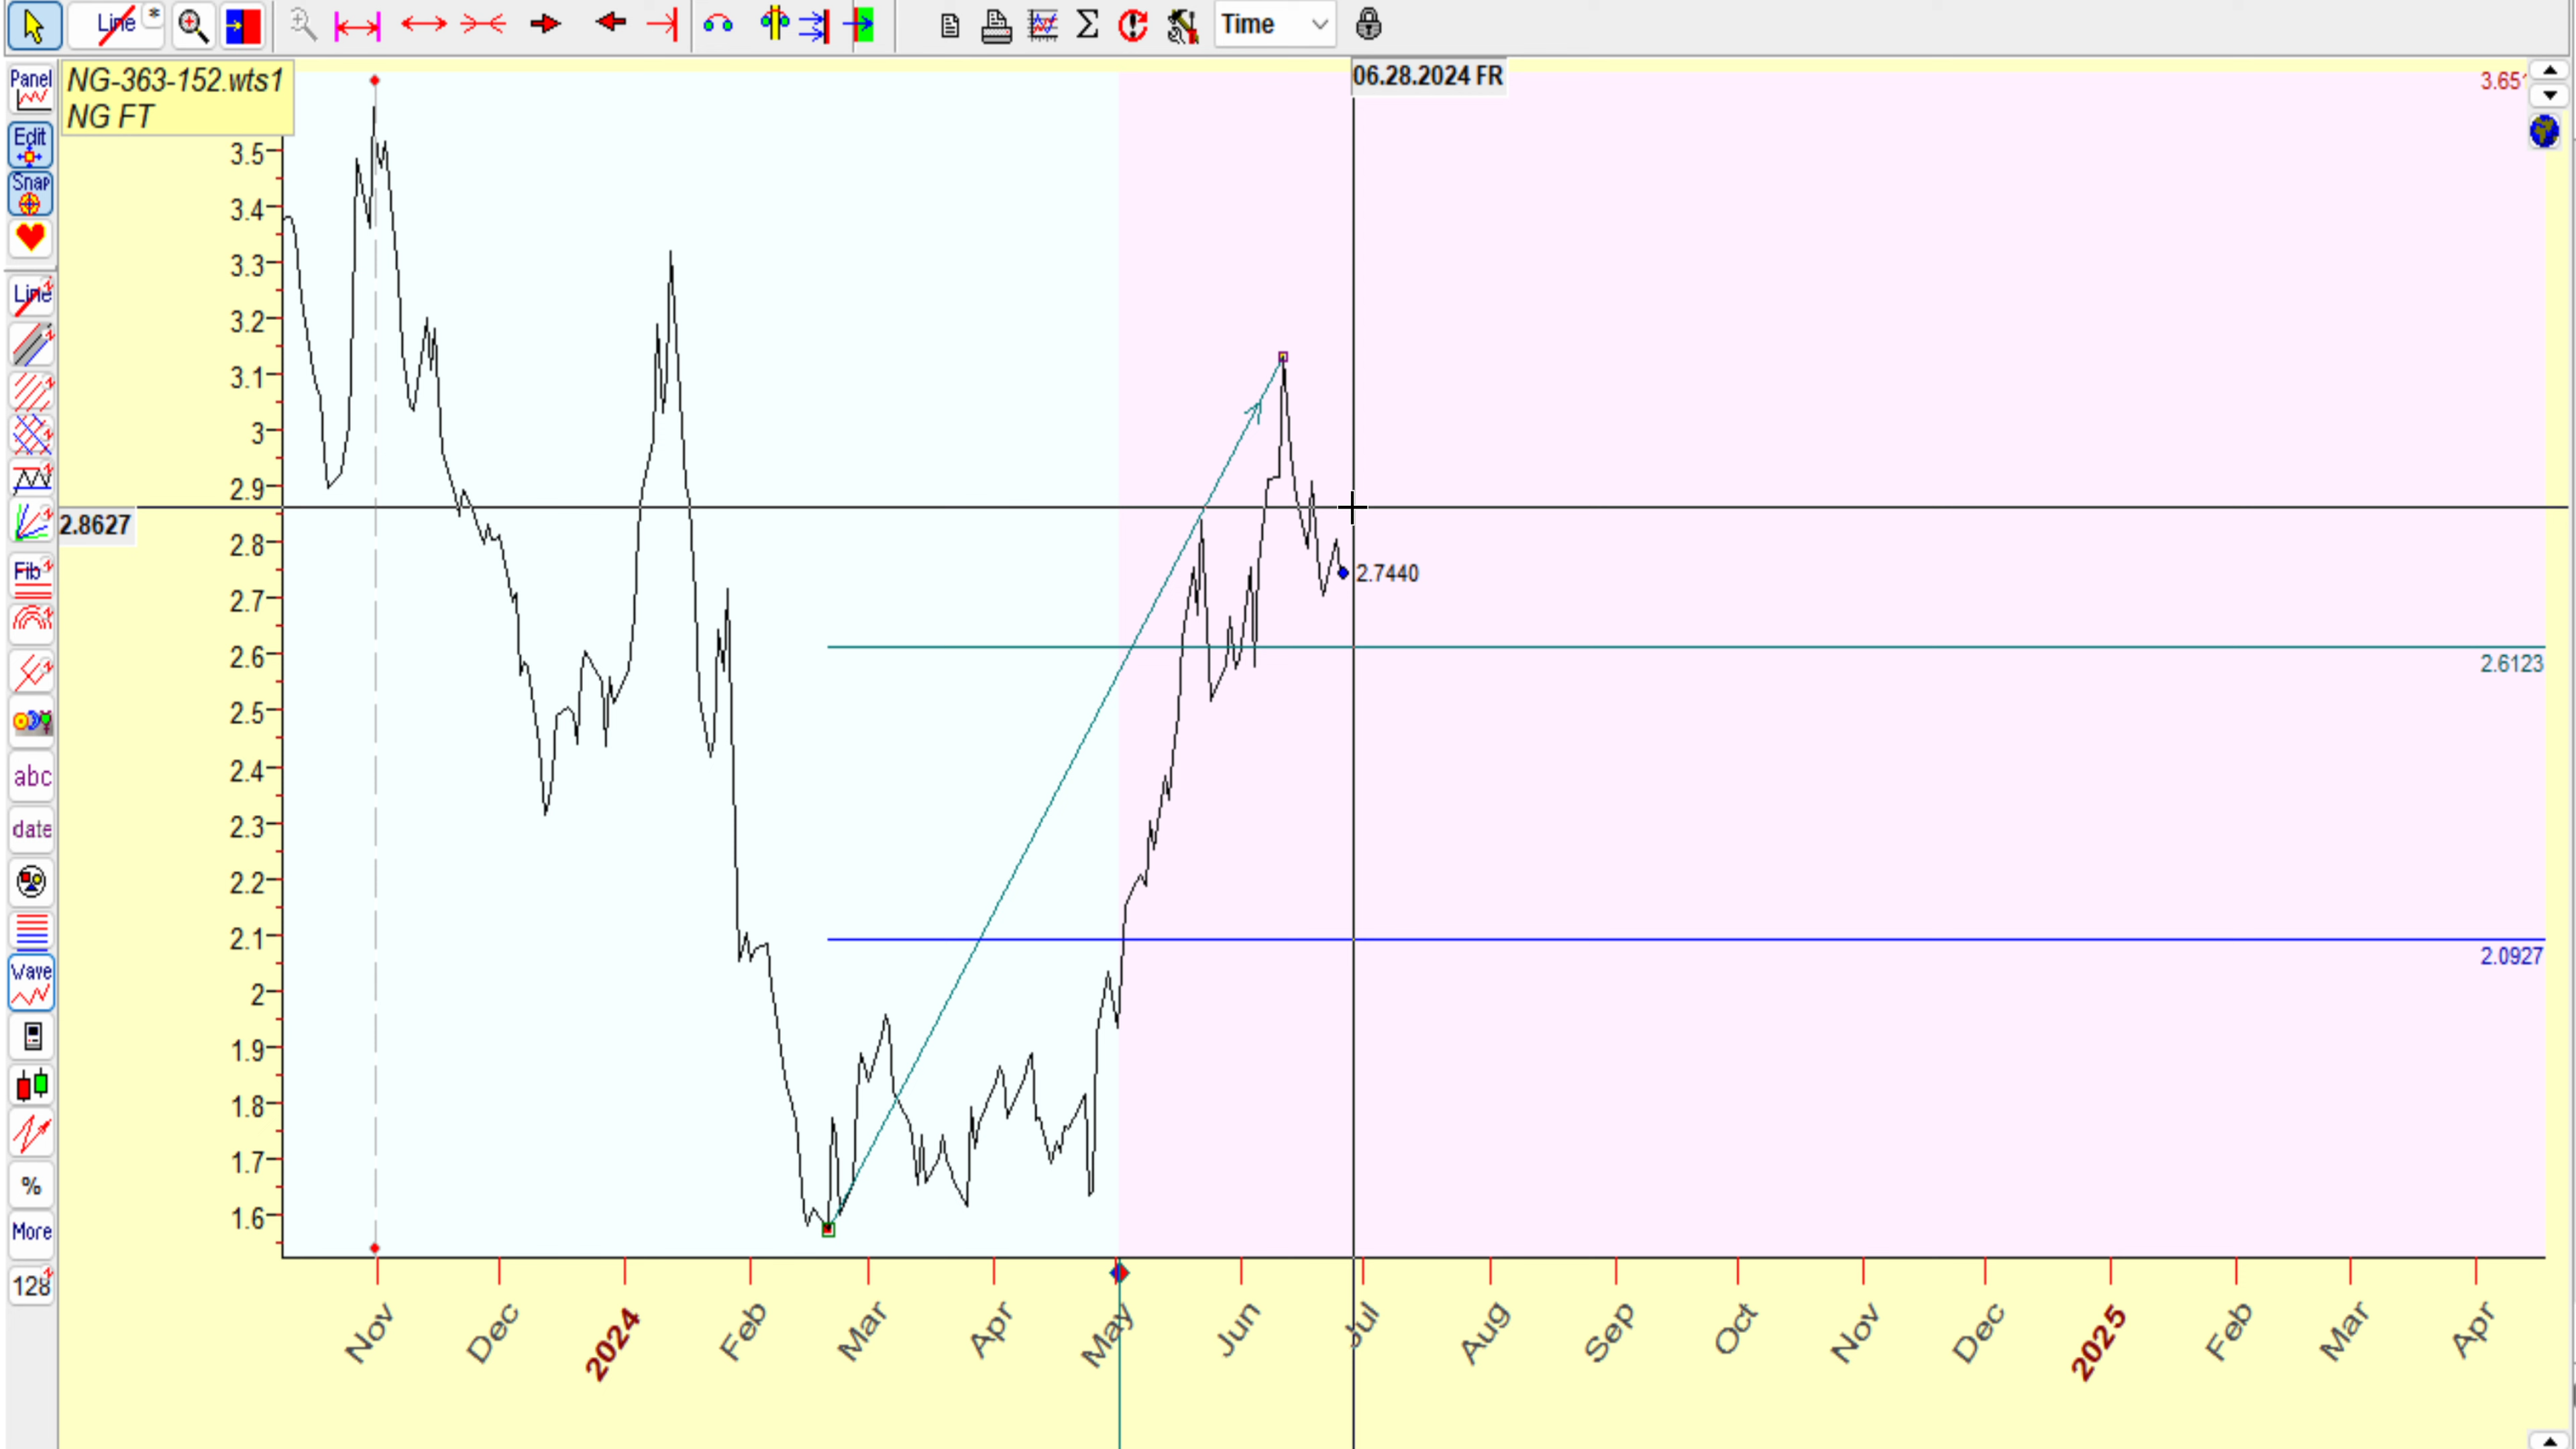 Line *
Time
Panel
NG-363-152.wts1
NG FT
06.28.2024 FR
3.65
Edit
Snap
Line
Fib
abc
date
Wave
%
More
128
3.5
3.4
3.3
3.2
3.1
3
2.9
2.8627
2.8
2.7
2.6
2.5
2.4
2.3
2.2
2.1
2
1.9
1.8
1.7
1.6
2.7440
2.6123
2.0927
Nov
Dec
2024
Feb
Mar
Apr
May
Jun
Jul
Aug
Sep
Oct
Nov
Dec
2025
Feb
Mar
Apr